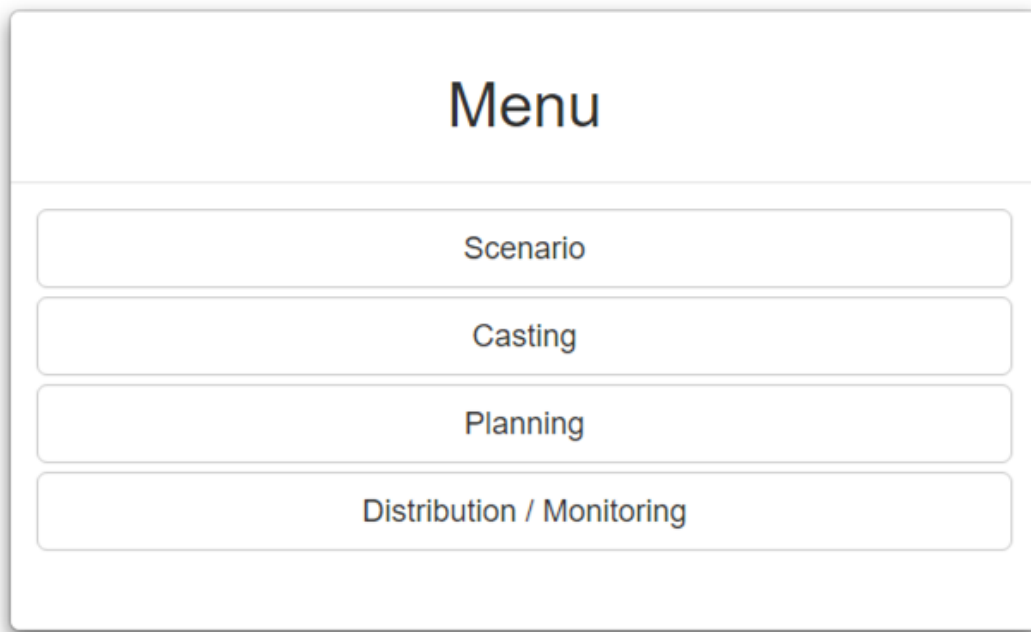 Menu
Scenario
Casting
Planning
Distribution / Monitoring